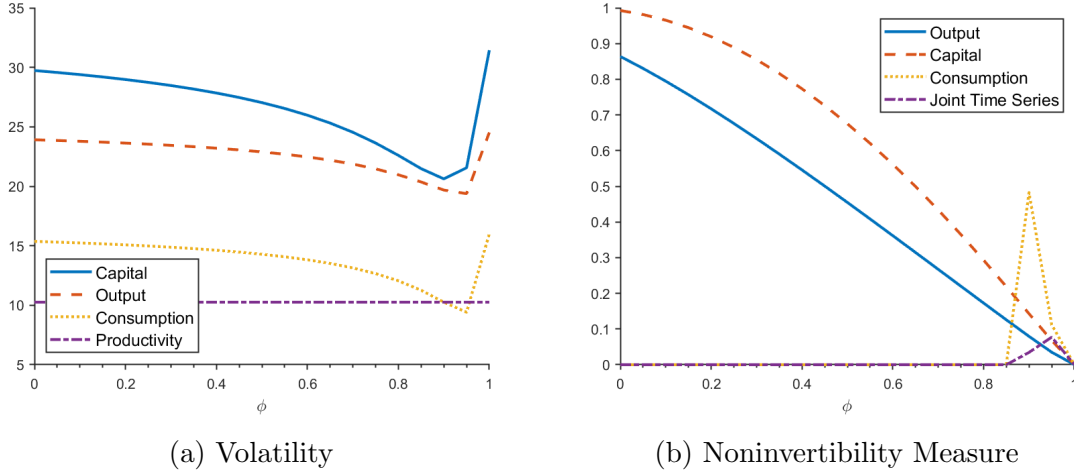 35
30
25
20
15
10
5
Capital
Output
Consumption
Productivity
0 0.2 0.4 0.6 0.8 1
ϕ
(a) Volatility
1
0.9
0.8
0.7
0.6
0.5
0.4
0.3
0.2
0.1
0
Output
Capital
Consumption
Joint Time Series
0 0.2 0.4 0.6 0.8 1
ϕ
(b) Noninvertibility Measure